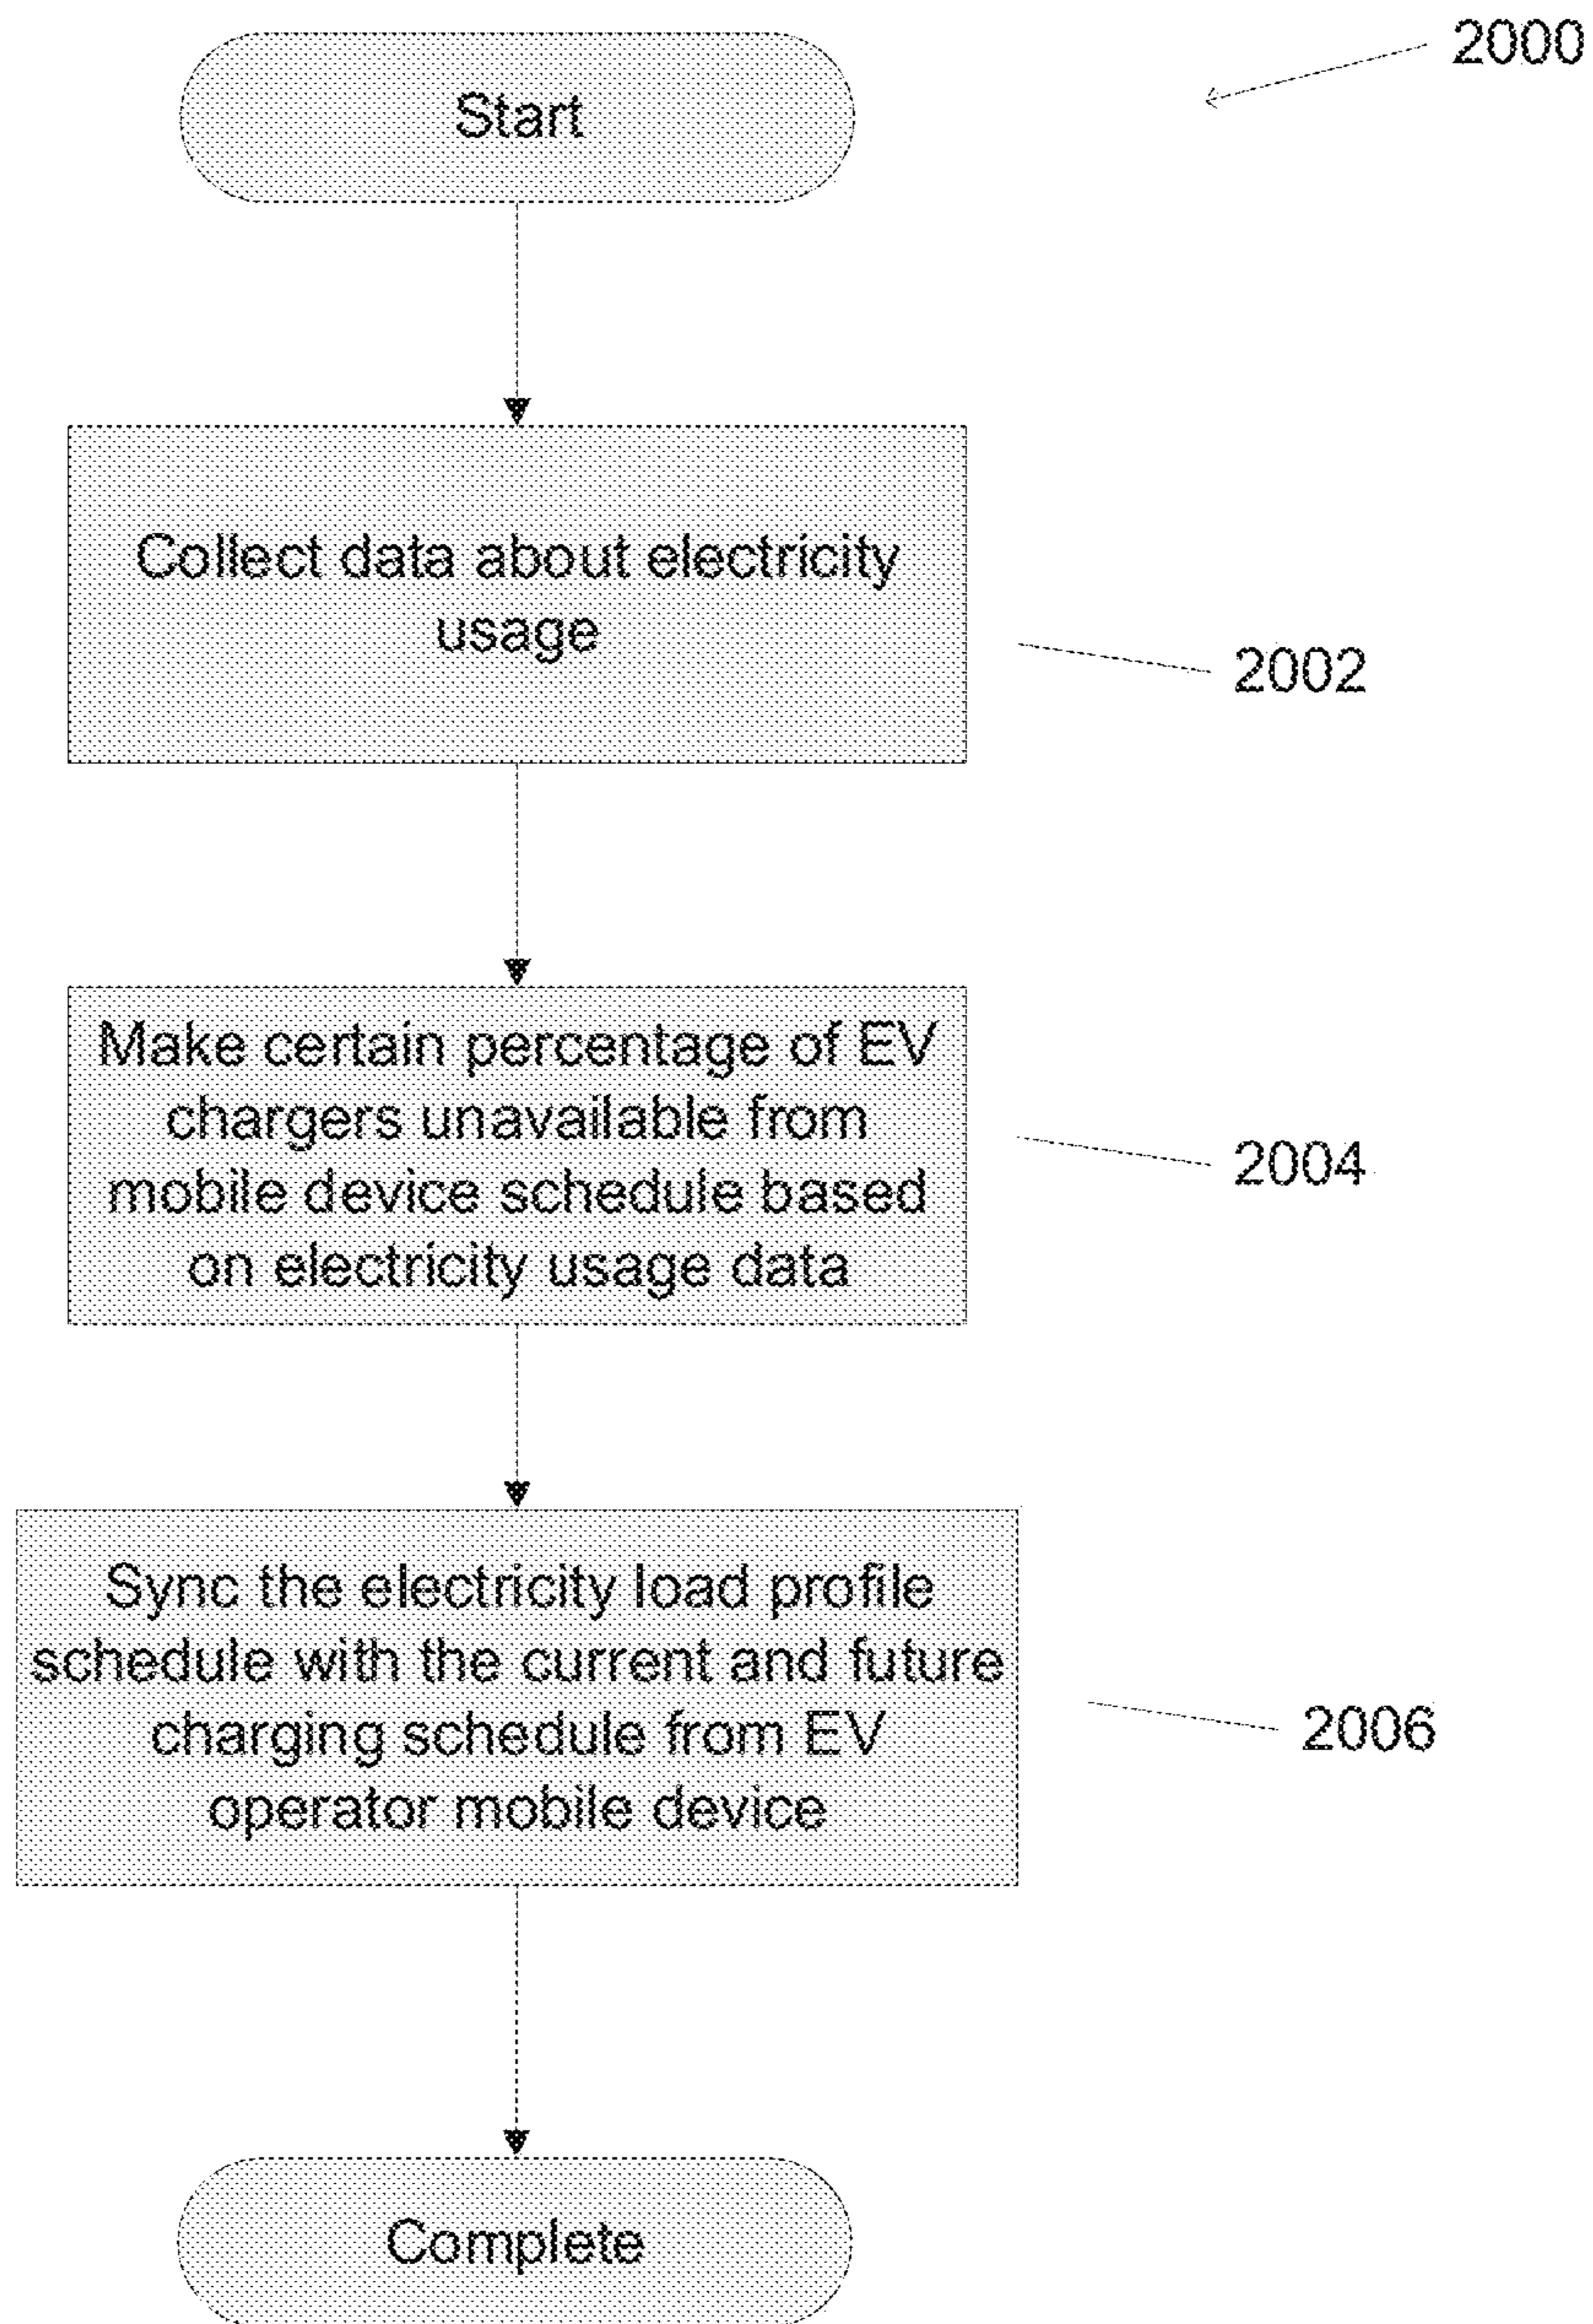 2000
Start
Collect data about electricity
usage
2002
Make certain percentage of EV
chargers unavailable from
mobile device schedule based
on electricity usage data
2004
Sync the electricity load profile
schedule with the current and future
charging schedule from EV
operator mobile device
2006
Complete